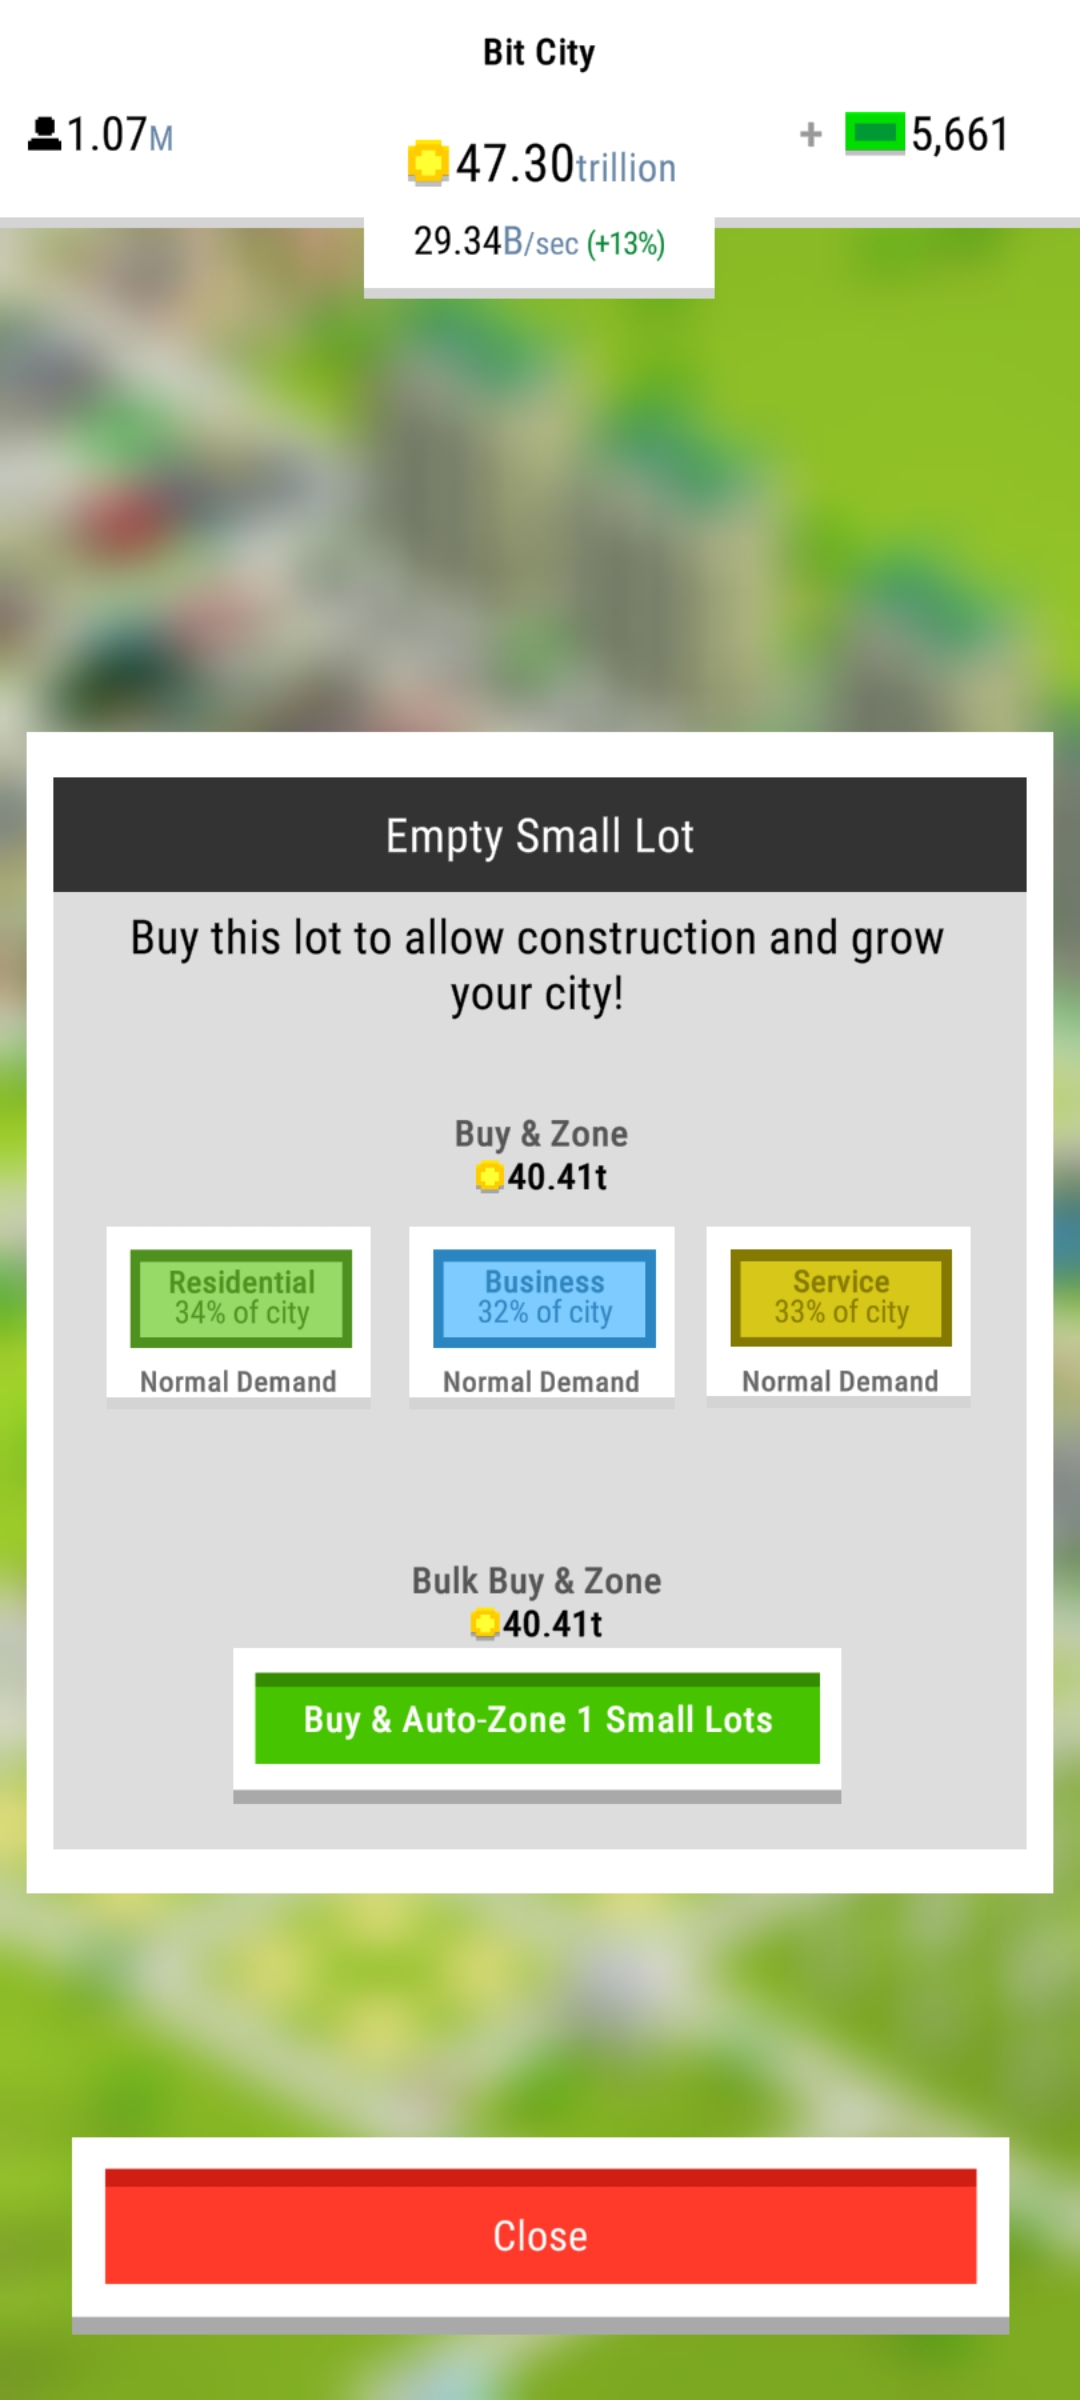 Bit City
1.07M
47.30trillion
+ 5,661
29.34B/sec (+13%)
Empty Small Lot
Buy this lot to allow construction and grow
your city!
Buy & Zone
40.41t
Residential
34% of city
Normal Demand
Business
32% of city
Normal Demand
Service
33% of city
Normal Demand
Bulk Buy & Zone
40.41t
Buy & Auto-Zone 1 Small Lots
Close